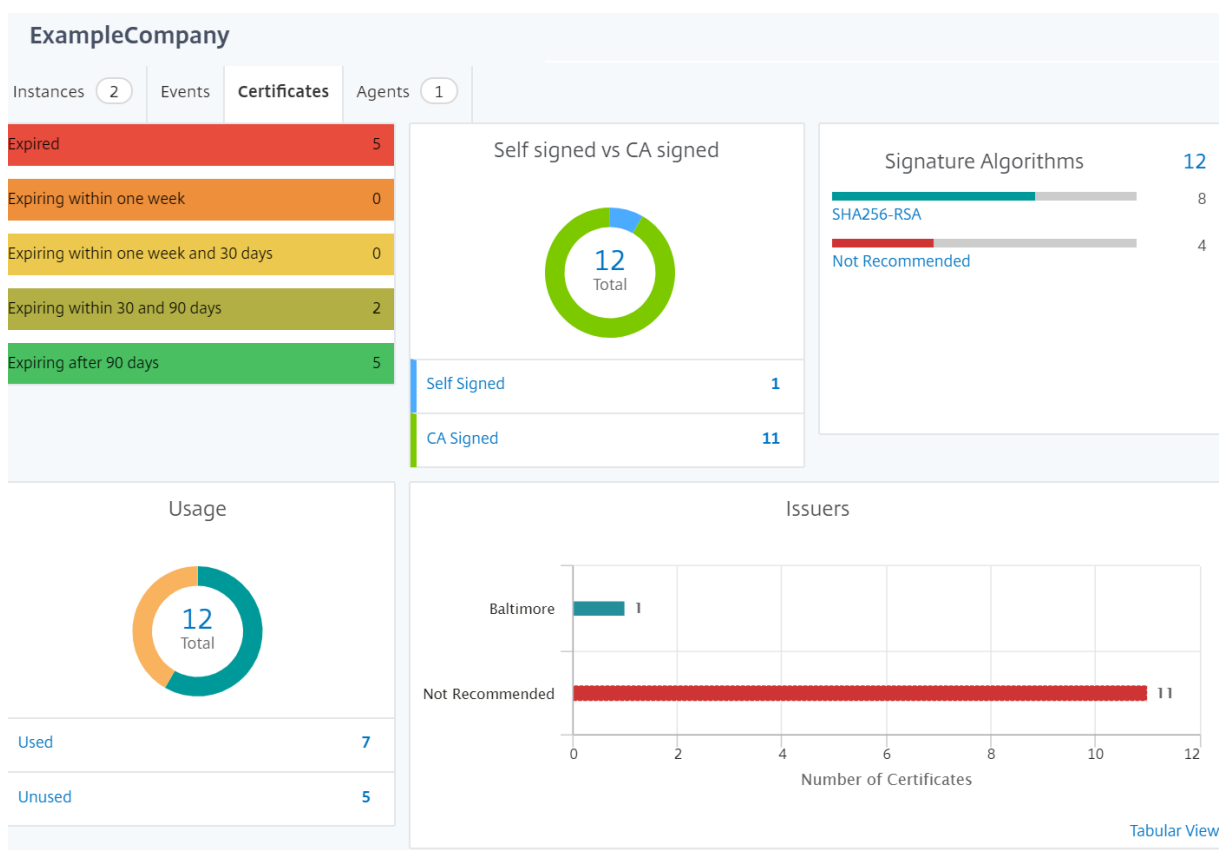 ExampleCompany
Instances 2 Events Certificates Agents 1
Expired 5
Expiring within one week 0
Expiring within one week and 30 days 0
Expiring within 30 and 90 days 2
Expiring after 90 days 5
Self signed vs CA signed
12
Total
Self Signed 1
CA Signed 11
Signature Algorithms 12
8
SHA256-RSA
4
Not Recommended
Usage
12
Total
Used 7
Unused 5
Issuers
Baltimore 1
Not Recommended 11
0 2 4 6 8 10 12
Number of Certificates
Tabular View